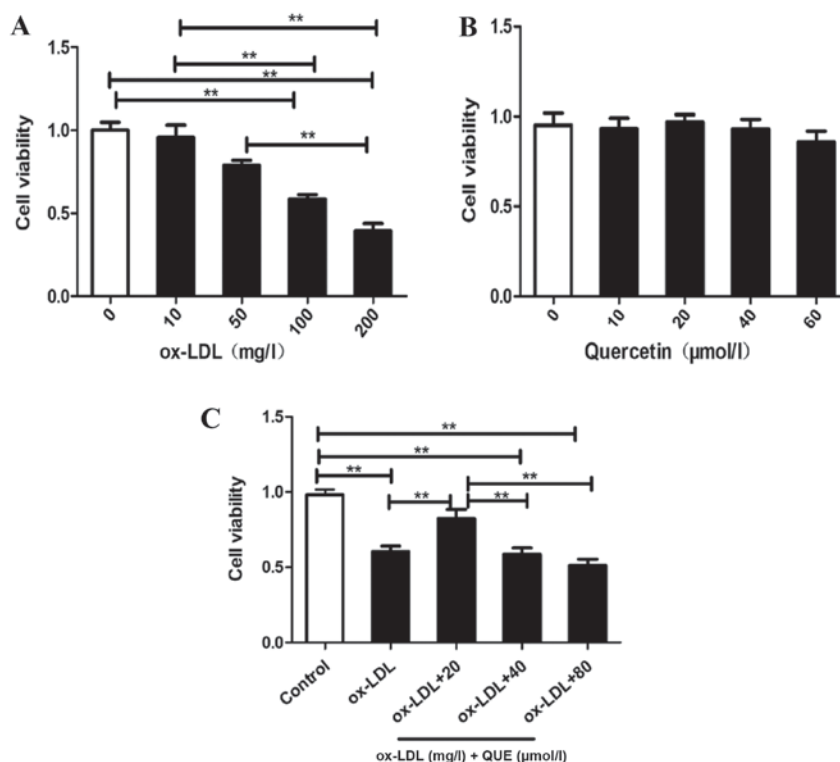 A
Cell viability
1.5
1.0
0.5
0.0
**
**
**
**
**
0
10
50
100
200
ox-LDL（mg/l）
B
Cell viability
1.5
1.0
0.5
0.0
0
10
20
40
60
Quercetin（μmol/l）
C
Cell viability
1.5
1.0
0.5
0.0
**
**
**
**
**
**
Control
ox-LDL
ox-LDL+20
ox-LDL+40
ox-LDL+80
ox-LDL (mg/l) + QUE (μmol/l)